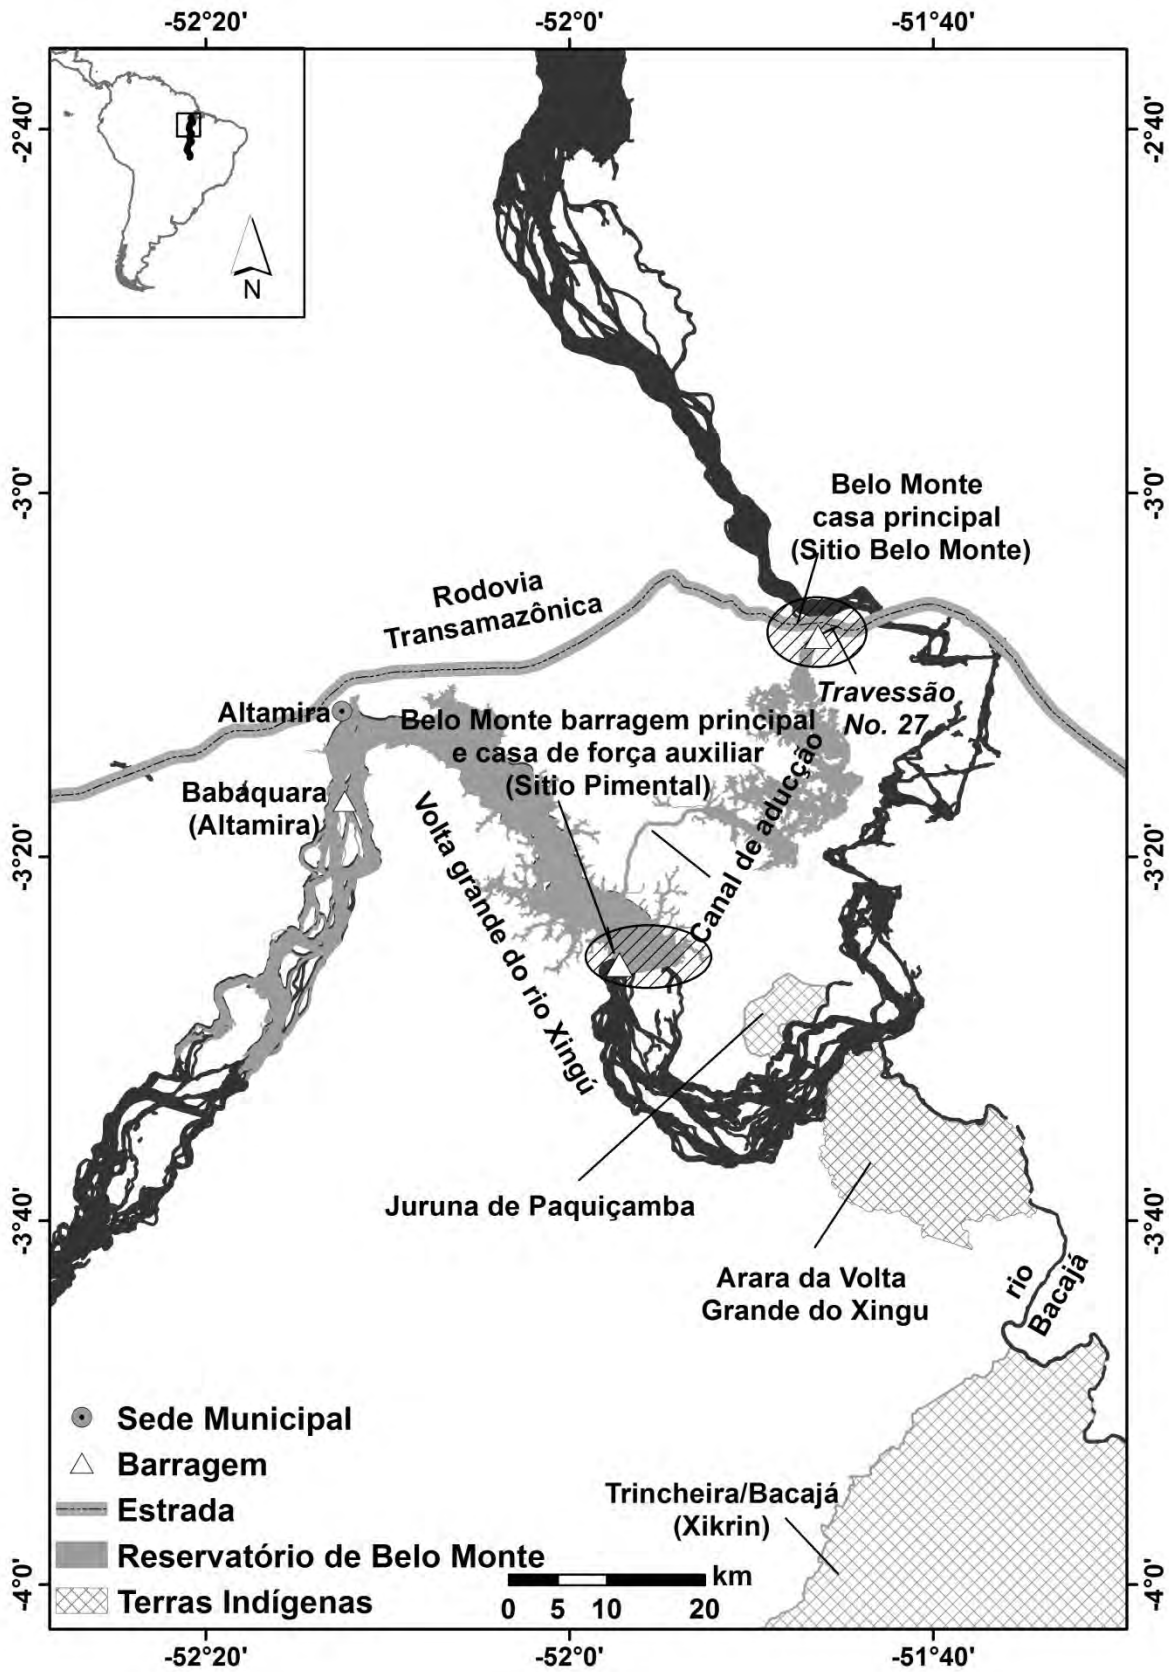 -52°20'
-52°0'
-51°40'
-2°40'
-2°40'
N
-3°0'
-3°0'
Belo Monte
casa principal
(Sitio Belo Monte)
Rodovia
Transamazônica
Travessão
No. 27
Altamira
Belo Monte barragem principal
e casa de força auxiliar
(Sitio Pimental)
Babáquara
(Altamira)
Volta grande do rio Xingú
Canal de aducção
-3°20'
-3°20'
Juruna de Paquiçamba
-3°40'
-3°40'
Arara da Volta
Grande do Xingu
rio
Bacajá
Sede Municipal
Barragem
Estrada
Reservatório de Belo Monte
Terras Indígenas
Trincheira/Bacajá
(Xikrin)
km
0 5 10 20
-4°0'
-4°0'
-52°20'
-52°0'
-51°40'